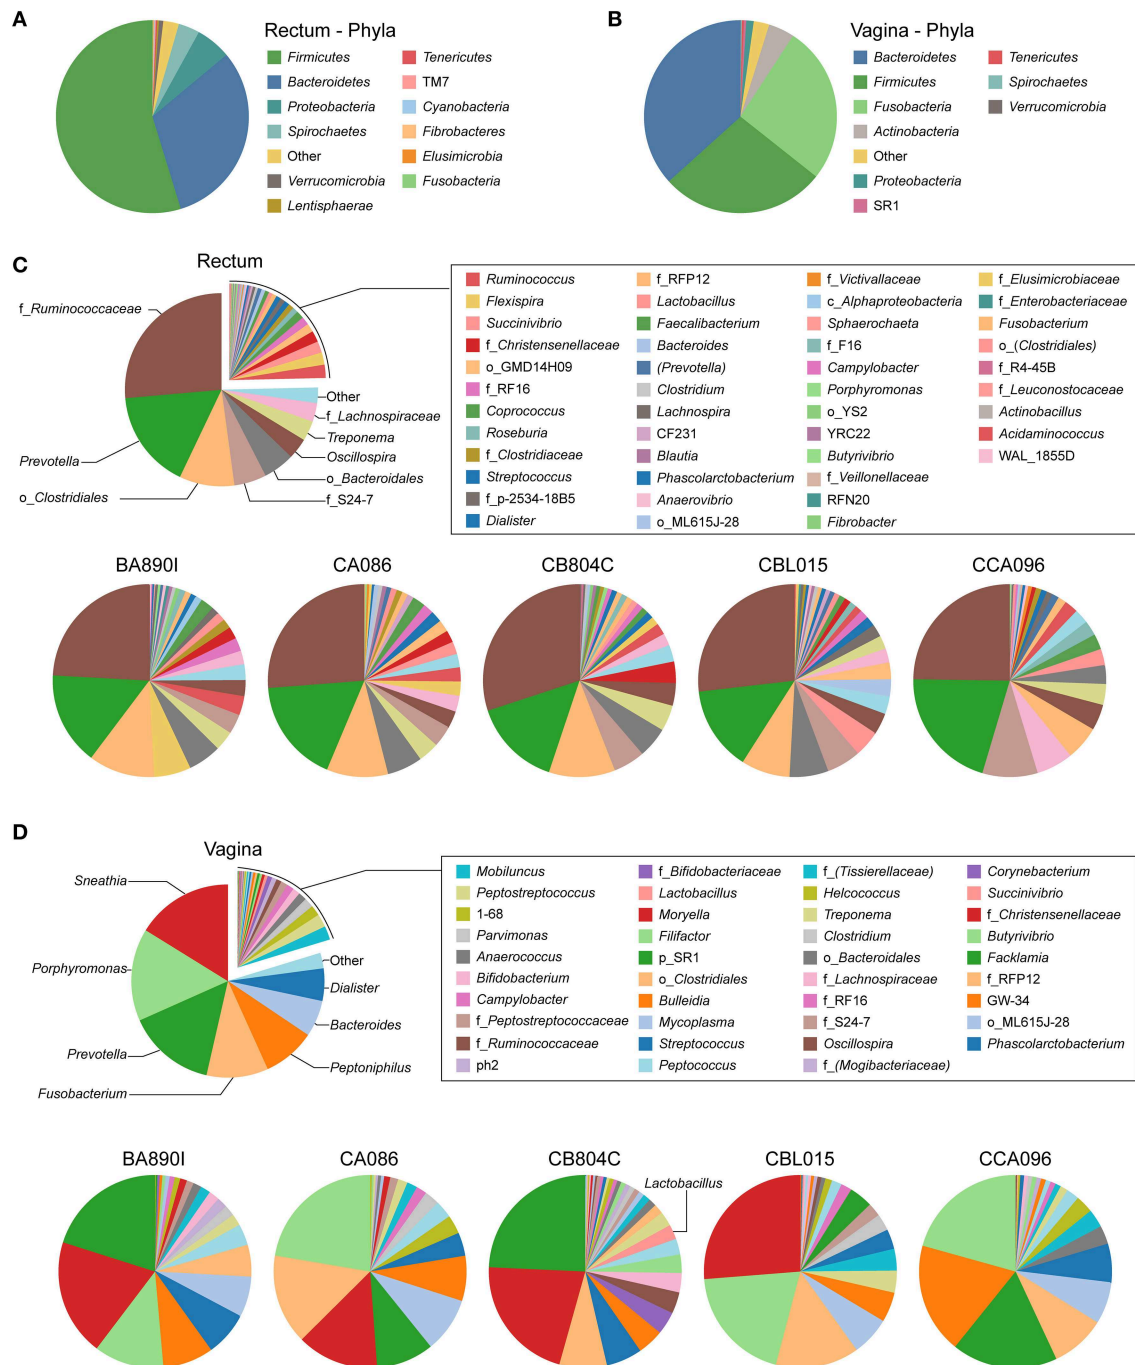 A
Rectum - Phyla
Firmicutes
Bacteroidetes
Proteobacteria
Spirochaetes
Other
Verrucomicrobia
Lentisphaerae
Tenericutes
TM7
Cyanobacteria
Fibrobacteres
Elusimicrobia
Fusobacteria
B
Vagina - Phyla
Bacteroidetes
Firmicutes
Fusobacteria
Actinobacteria
Other
Proteobacteria
SR1
Tenericutes
Spirochaetes
Verrucomicrobia
C
Rectum
f_Ruminococcaceae
Prevotella
o_Clostridiales
Other
f_Lachnospiraceae
Treponema
Oscillospira
o_Bacteroidales
f_S24-7
Ruminococcus
Flexispira
Succinivibrio
f_Christensenellaceae
o_GMD14H09
f_RF16
Coprococcus
Roseburia
f_Clostridiaceae
Streptococcus
f_p-2534-18B5
Dialister
f_RFP12
Lactobacillus
Faecalibacterium
Bacteroides
(Prevotella)
Clostridium
Lachnospira
CF231
Blautia
Phascolarctobacterium
Anaerovibrio
o_ML615J-28
f_Victivallaceae
c_Alphaproteobacteria
Sphaerochaeta
f_F16
Campylobacter
Porphyromonas
o_YS2
YRC22
Butyrivibrio
f_Veillonellaceae
RFN20
Fibrobacter
f_Elusimicrobiaceae
f_Enterobacteriaceae
Fusobacterium
o_(Clostridiales)
f_R4-45B
f_Leuconostocaceae
Actinobacillus
Acidaminococcus
WAL_1855D
BA890I
CA086
CB804C
CBL015
CCA096
D
Vagina
Sneathia
Porphyromonas
Prevotella
Fusobacterium
Other
Dialister
Bacteroides
Peptoniphilus
Mobiluncus
Peptostreptococcus
1-68
Parvimonas
Anaerococcus
Bifidobacterium
Campylobacter
f_Peptostreptococcaceae
f_Ruminococcaceae
ph2
f_Bifidobacteriaceae
Lactobacillus
Moryella
Filifactor
p_SR1
o_Clostridiales
Bulleidia
Mycoplasma
Streptococcus
Peptococcus
f_(Tissierellaceae)
Helcococcus
Treponema
Clostridium
o_Bacteroidales
f_Lachnospiraceae
f_RF16
f_S24-7
Oscillospira
f_(Mogibacteriaceae)
Corynebacterium
Succinivibrio
f_Christensenellaceae
Butyrivibrio
Facklamia
f_RFP12
GW-34
o_ML615J-28
Phascolarctobacterium
BA890I
CA086
CB804C
CBL015
CCA096
Lactobacillus